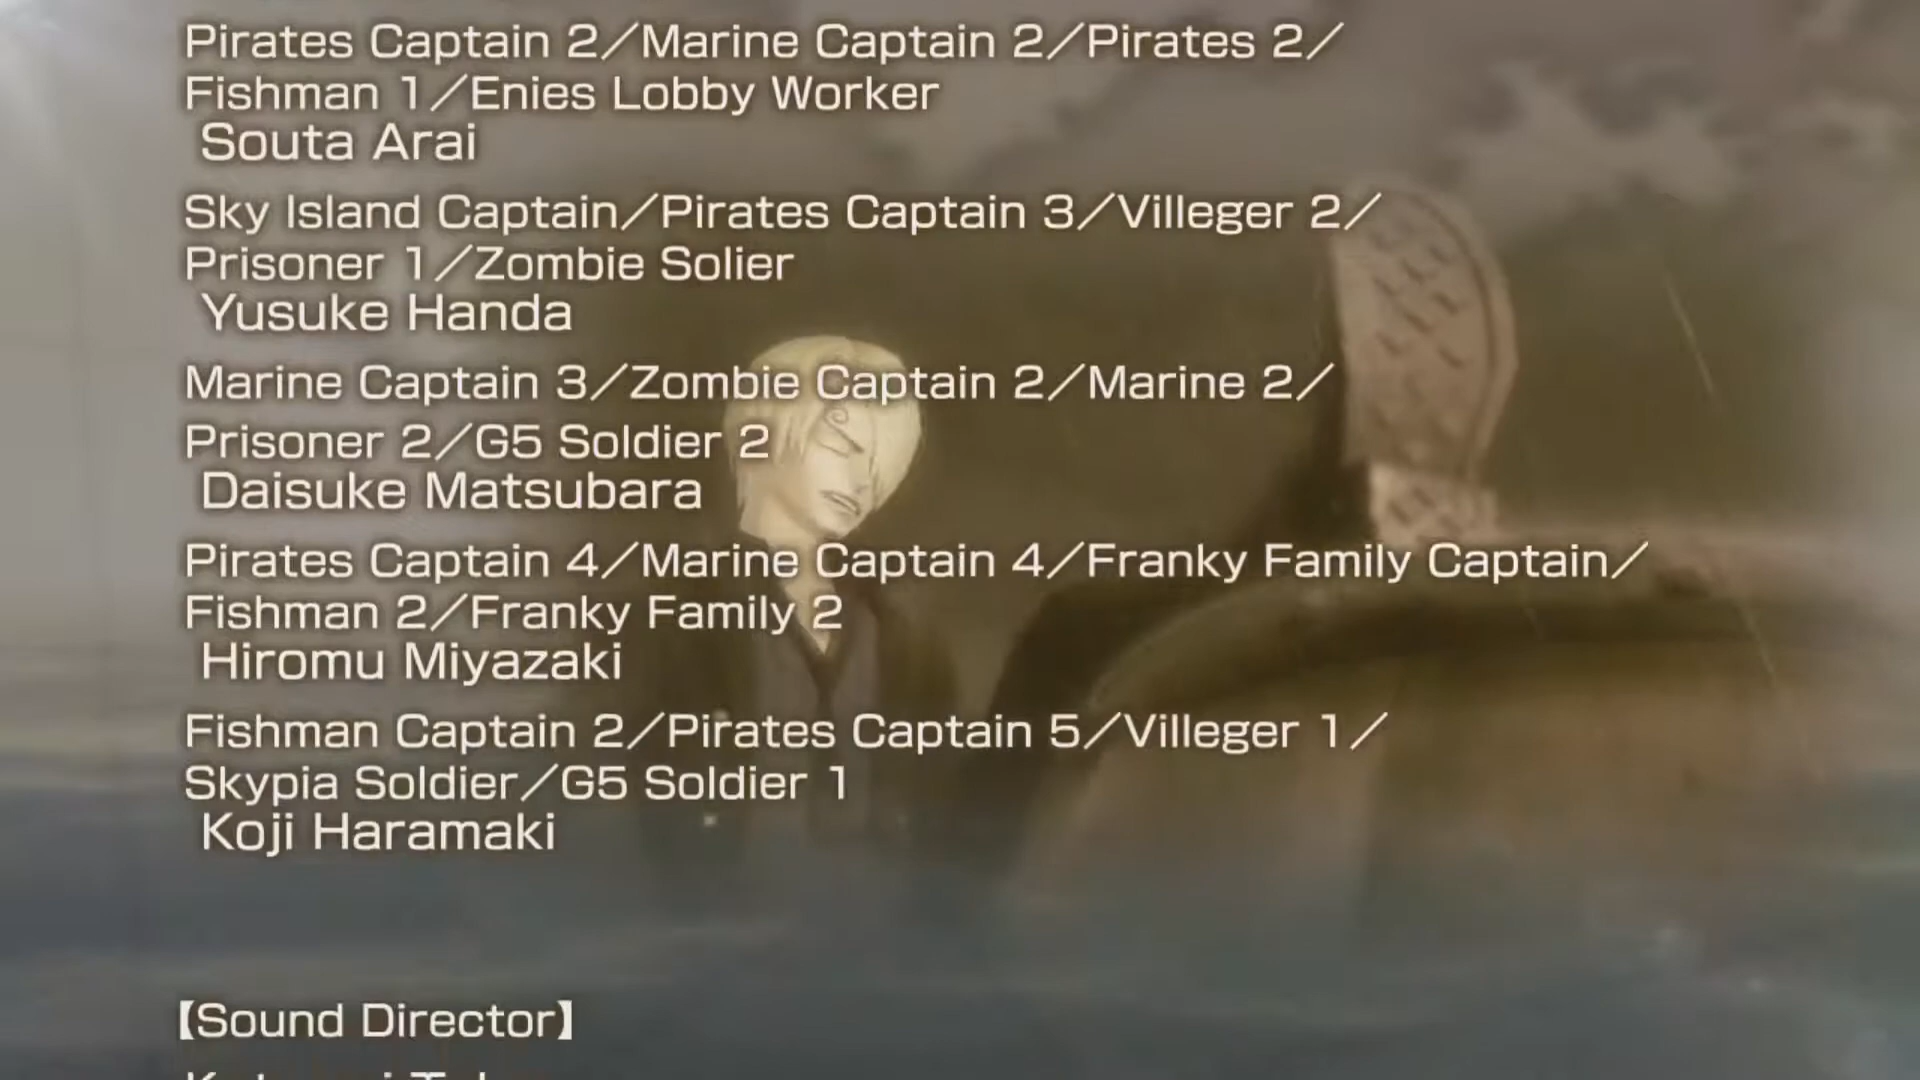 Pirates Captain 2／Marine Captain 2／Pirates 2／
Fishman 1／Enies Lobby Worker
Souta Arai
Sky Island Captain／Pirates Captain 3／Villeger 2／
Prisoner 1／Zombie Solier
Yusuke Handa
Marine Captain 3／Zombie Captain 2／Marine 2／
Prisoner 2／G5 Soldier 2
Daisuke Matsubara
Pirates Captain 4／Marine Captain 4／Franky Family Captain／
Fishman 2／Franky Family 2
Hiromu Miyazaki
Fishman Captain 2／Pirates Captain 5／Villeger 1／
Skypia Soldier／G5 Soldier 1
Koji Haramaki
【Sound Director】